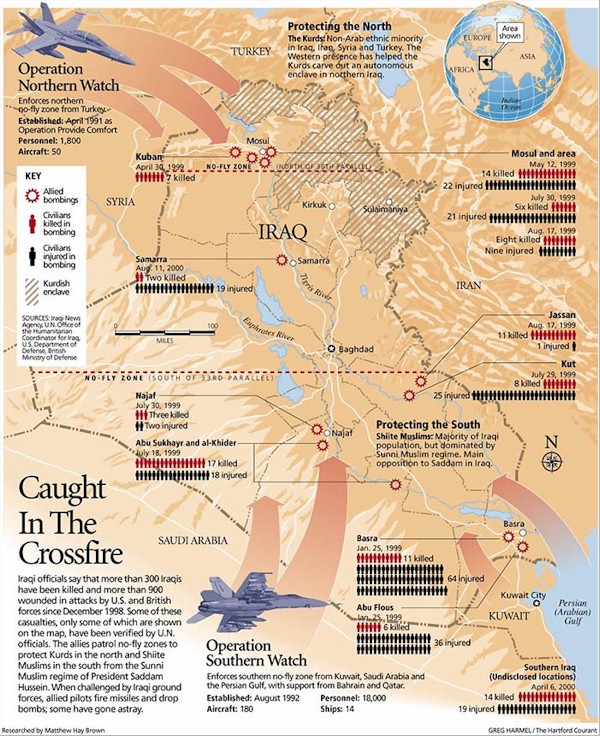 Operation
Northern Watch
Enforces northern
no-fly zone from Turkey.
Established: April 1991 as
Operation Provide Comfort
Personnel: 1,800
Aircraft: 50
TURKEY
Protecting the North
The Kurds: Non-Arab ethnic minority
in Iraq, Iran, Syria and Turkey. The
Western presence has helped the
Kurds carve out an autonomous
enclave in northern Iraq.
Area
shown
EUROPE
ASIA
AFRICA
Indian
Ocean
KEY
Allied
bombings
Civilians
killed in
bombing
Civilians
injured in
bombing
Kurdish
enclave
SOURCES: Iraqi News
Agency, U.N. Office of
the Humanitarian
Coordinator for Iraq,
U.S. Department of
Defense, British
Ministry of Defense
Kuban
April 30, 1999
7 killed
Mosul
NO-FLY ZONE (NORTH OF 36TH PARALLEL)
Mosul and area
May 12, 1999
14 killed
22 injured
July 30, 1999
Six killed
21 injured
Aug. 17, 1999
Eight killed
Nine injured
SYRIA
Kirkuk
Sulaimaniya
IRAQ
IRAN
Samarra
Aug. 11, 2000
Two killed
19 injured
Samarra
Tigris River
Euphrates River
0
100
MILES
Baghdad
Jassan
Aug. 17, 1999
11 killed
1 injured
Kut
July 29, 1999
8 killed
25 injured
NO-FLY ZONE (SOUTH OF 33RD PARALLEL)
Najaf
July 30, 1999
Three killed
Two injured
Najaf
Abu Sukhayr and al-Khider
July 18, 1999
17 killed
18 injured
Protecting the South
Shiite Muslims: Majority of Iraqi
population, but dominated by
Sunni Muslim regime. Main
opposition to Saddam in Iraq.
N
Caught
In The
Crossfire
Iraqi officials say that more than 300 Iraqis
have been killed and more than 900
wounded in attacks by U.S. and British
forces since December 1998. Some of these
casualties, only some of which are shown
on the map, have been verified by U.N.
officials. The allies patrol no-fly zones to
protect Kurds in the north and Shiite
Muslims in the south from the Sunni
Muslim regime of President Saddam
Hussein. When challenged by Iraqi ground
forces, allied pilots fire missiles and drop
bombs; some have gone astray.
SAUDI ARABIA
Basra
Jan. 25, 1999
11 killed
64 injured
Abu Flous
Jan. 25, 1999
6 killed
36 injured
Basra
Kuwait City
KUWAIT
Persian
(Arabian)
Gulf
Operation
Southern Watch
Enforces southern no-fly zone from Kuwait, Saudi Arabia and
the Persian Gulf, with support from Bahrain and Qatar.
Established: August 1992
Personnel: 18,000
Aircraft: 180
Ships: 14
Southern Iraq
(Undisclosed locations)
April 6, 2000
14 killed
19 injured
Researched by Matthew Hay Brown
GREG HARMEL / The Hartford Courant